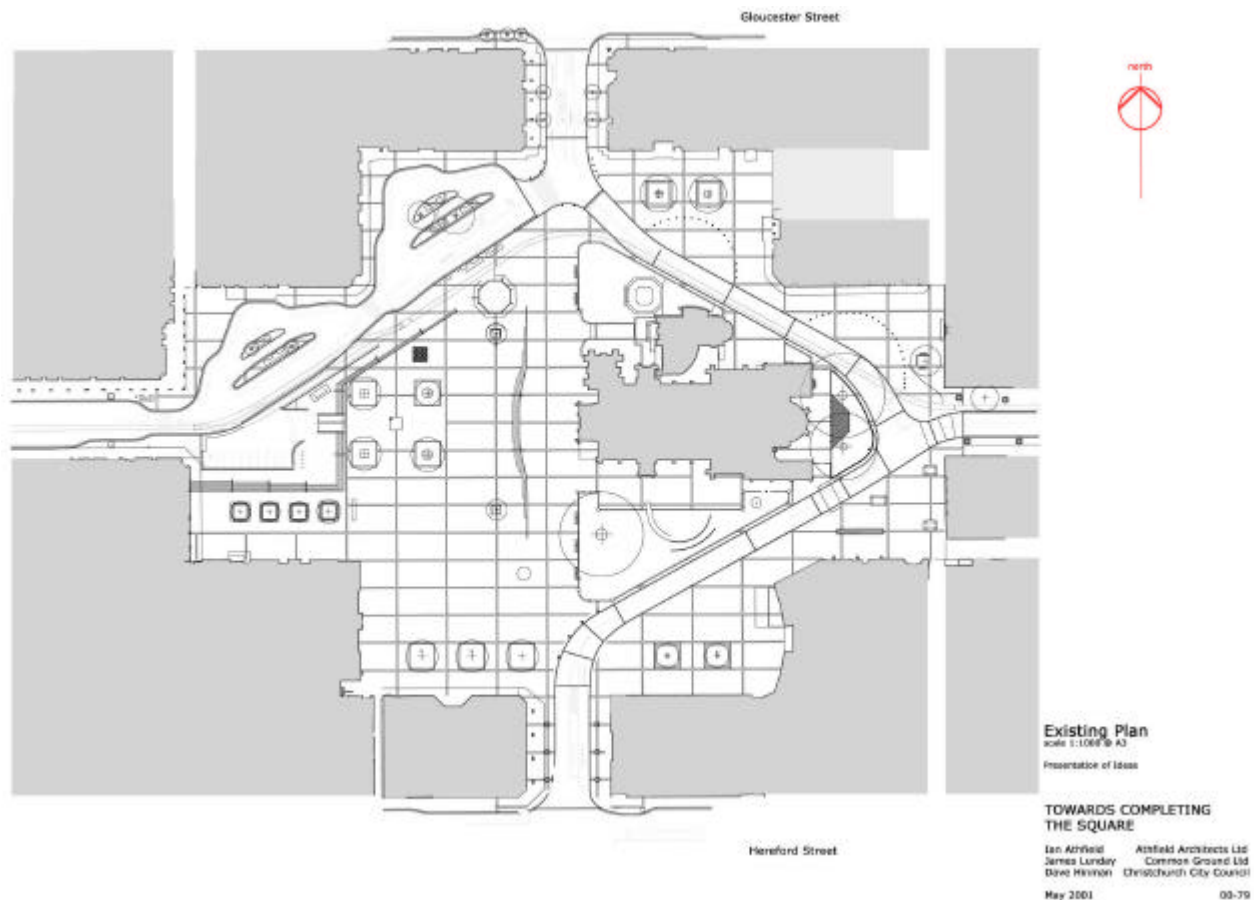 Gloucester Street
north
Existing Plan
scale 1:1000 @ A3
Presentation of Ideas
TOWARDS COMPLETING
THE SQUARE
Ian Athfield Athfield Architects Ltd
James Lunday Common Ground Ltd
Dave Hinman Christchurch City Council
May 2001 00-79
Hereford Street